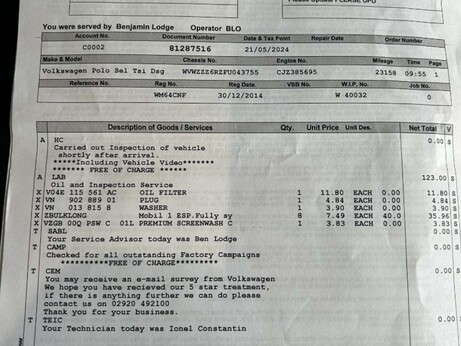 You were served by Benjamin Lodge Operator BLO
Account No. Document Number Date & Tax Point Repair Date Order Number
C0002 81287516 21/05/2024
Make & Model Chassis No. Engine No. Mileage Time Page
Volkswagen Polo Sel Tsi Dsg WVWZZZ6RZFU043755 CJZ385695 23158 09:55 1
Reference No. Reg No. Reg Date. VSB No. W.I.P. No. Job No.
WM64CNF 30/12/2014 W 40032 0
Description of Goods / Services Qty. Unit Price Unit Des. Net Total V
A HC 0.00 S
Carried out Inspection of vehicle
shortly after arrival.
*****Including Vehicle Video*******
******* FREE OF CHARGE ******
A LAB 123.00 S
Oil and Inspection Service
X V04E 115 561 AC OIL FILTER 1 11.80 EACH 0.00 11.80 S
X VN 902 889 01 PLUG 1 4.84 EACH 0.00 4.84 S
X VN 013 815 8 WASHER 1 3.90 EACH 0.00 3.90 S
X ZBULKLONG Mobil 1 ESP.Fully sy 8 7.49 EACH 40.0 35.96 S
X VZGB 00Q PSW C 01L PREMIUM SCREENWASH C 1 3.83 EACH 0.00 3.83 S
T SABL 0.00 S
Your Service Advisor today was Ben Lodge
T CAMP 0.00 S
Checked for all outstanding Factory Campaigns
**********FREE OF CHARGE*********
T CEM 0.00 S
You may receive an e-mail survey from Volkswagen
We hope you have recieved our 5 star treatment,
if there is anything further we can do please
contact us on 02920 492100
Thank you for your business.
T TEIC 0.00 S
Your Technician today was Ionel Constantin